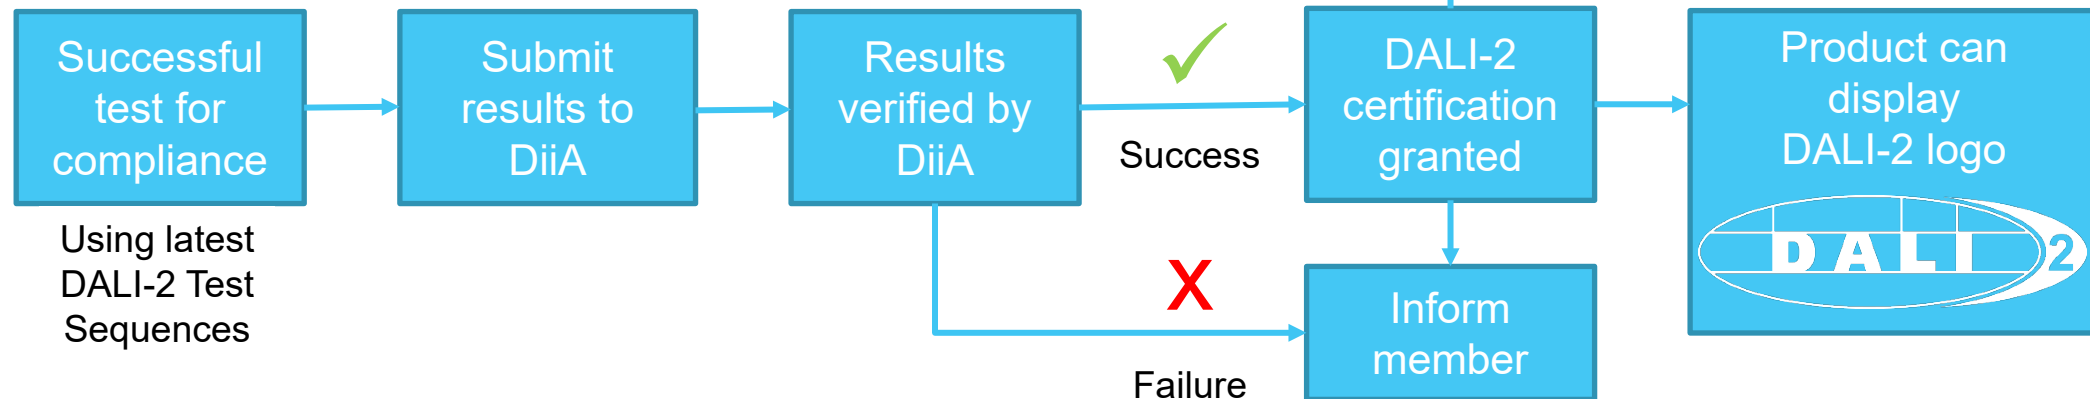 Successful
test for
compliance
Using latest
DALI-2 Test
Sequences
Submit
results to
DiiA
Results
verified by
DiiA
Success
X
Failure
DALI-2
certification
granted
Inform
member
Product can
display
DALI-2 logo
DALI 2